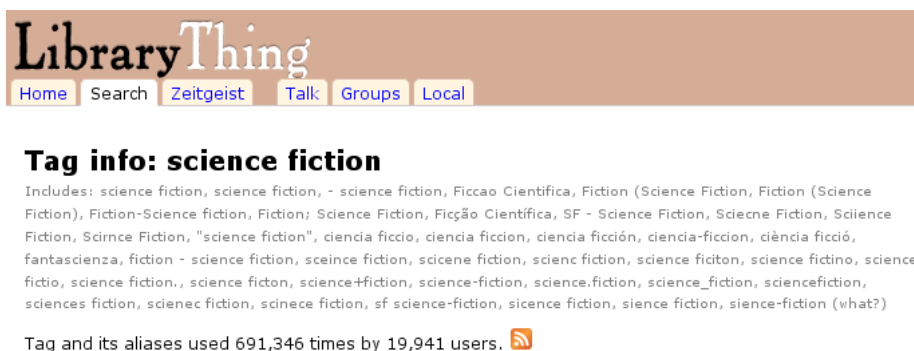 LibraryThing
Home Search Zeitgeist Talk Groups Local
Tag info: science fiction
Includes: science fiction, science fiction, - science fiction, Ficcao Cientifica, Fiction (Science Fiction, Fiction (Science
Fiction), Fiction-Science fiction, Fiction; Science Fiction, Ficção Científica, SF - Science Fiction, Sciecne Fiction, Sciience
Fiction, Scirnce Fiction, "science fiction", ciencia ficcio, ciencia ficcion, ciencia ficción, ciencia-ficcion, ciència ficció,
fantascienza, fiction - science fiction, sceince fiction, scicene fiction, scienc fiction, science ficiton, science fictino, science
fictio, science fiction., science ficton, science+fiction, science-fiction, science.fiction, science_fiction, sciencefiction,
sciences fiction, scienec fiction, scinece fiction, sf science-fiction, sicence fiction, sience fiction, sience-fiction (what?)
Tag and its aliases used 691,346 times by 19,941 users.